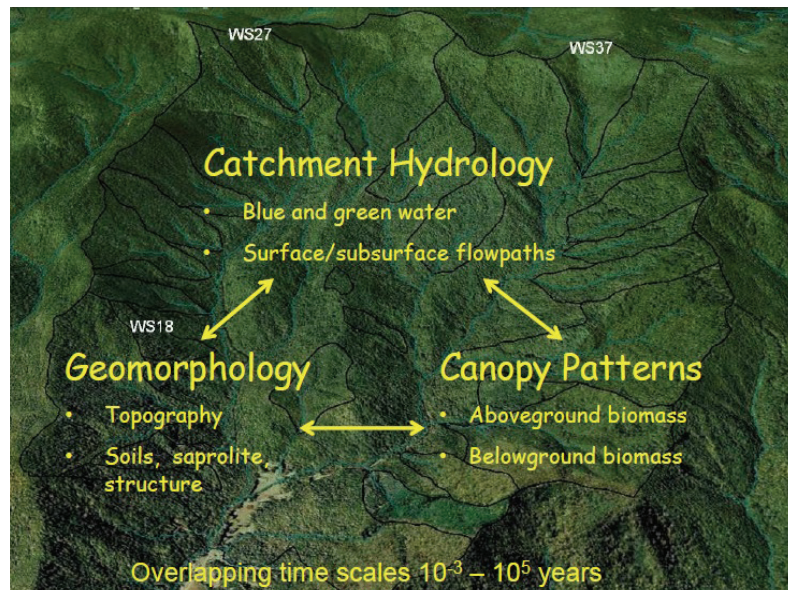 WS27
WS37
Catchment Hydrology
• Blue and green water
• Surface/subsurface flowpaths
WS18
Geomorphology
• Topography
• Soils, saprolite,
structure
Canopy Patterns
• Aboveground biomass
• Belowground biomass
Overlapping time scales 10⁻³ – 10⁵ years